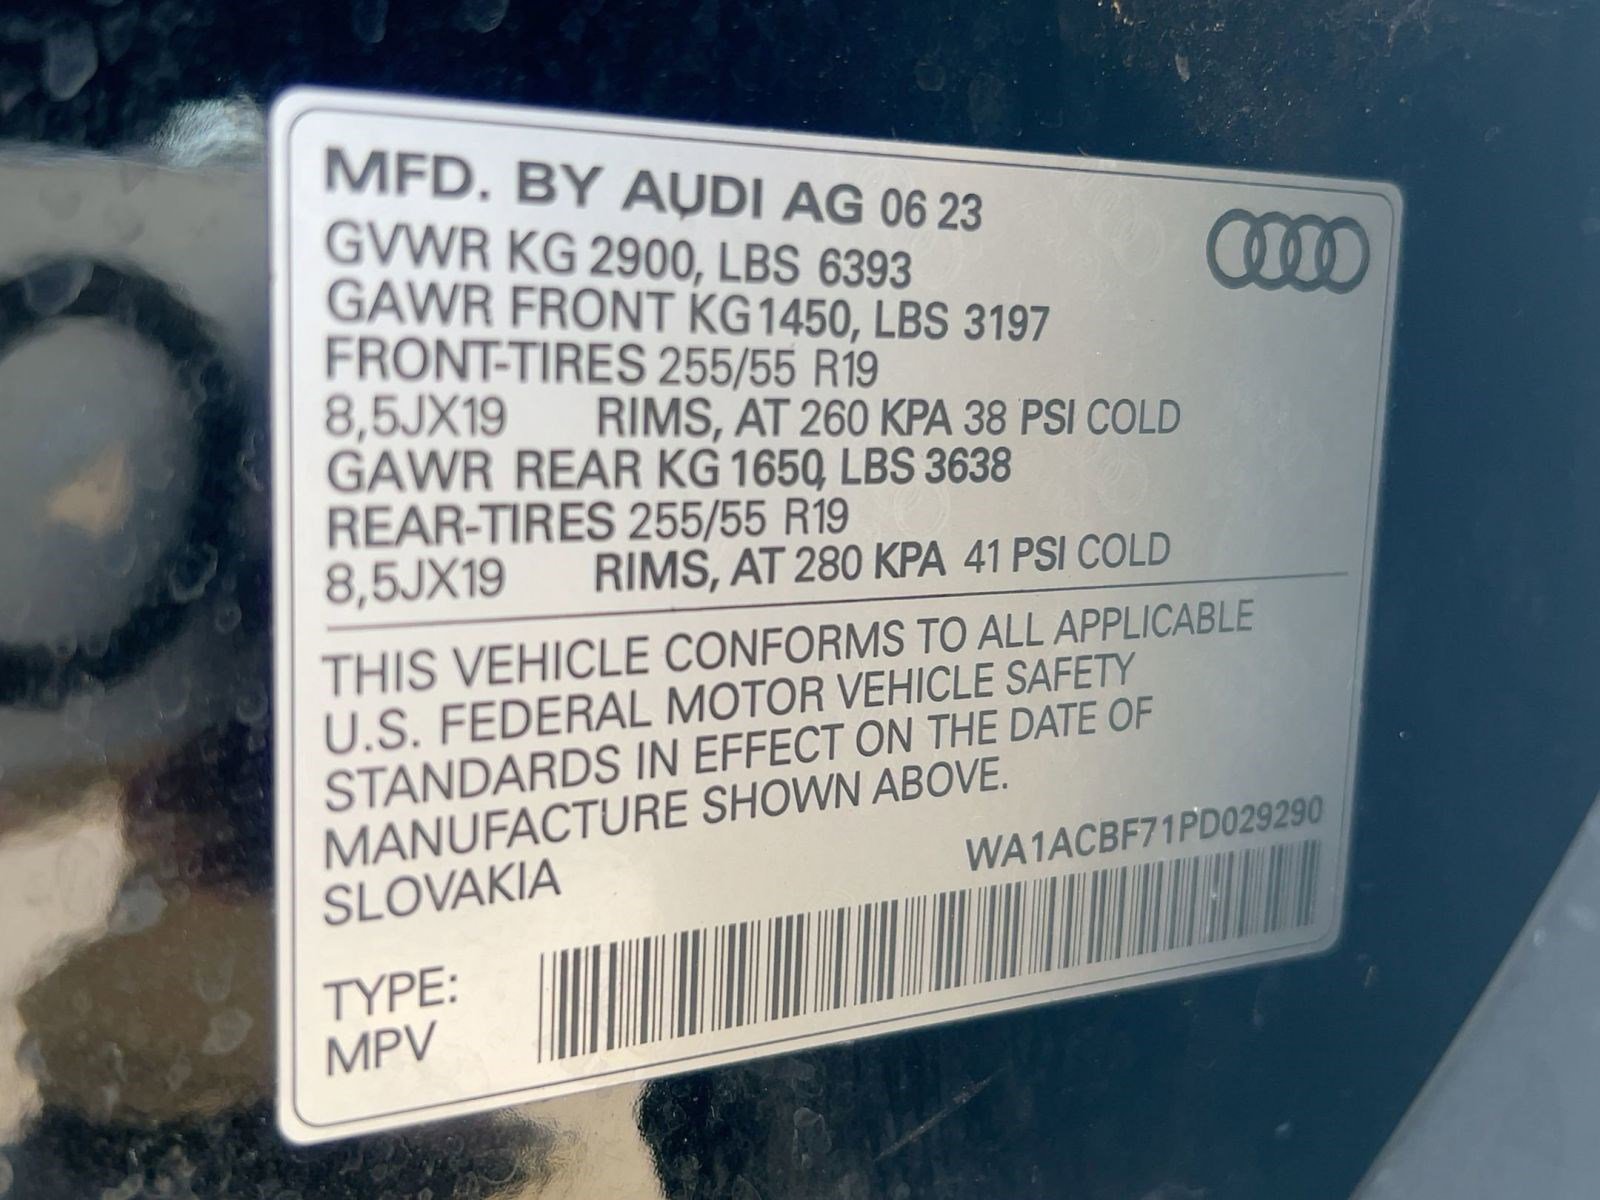 MFD. BY AUDI AG 06 23
GVWR KG 2900, LBS 6393
GAWR FRONT KG 1450, LBS 3197
FRONT-TIRES 255/55 R19
8,5JX19 RIMS, AT 260 KPA 38 PSI COLD
GAWR REAR KG 1650, LBS 3638
REAR-TIRES 255/55 R19
8,5JX19 RIMS, AT 280 KPA 41 PSI COLD
THIS VEHICLE CONFORMS TO ALL APPLICABLE
U.S. FEDERAL MOTOR VEHICLE SAFETY
STANDARDS IN EFFECT ON THE DATE OF
MANUFACTURE SHOWN ABOVE.
SLOVAKIA
WA1ACBF71PD029290
TYPE:
MPV